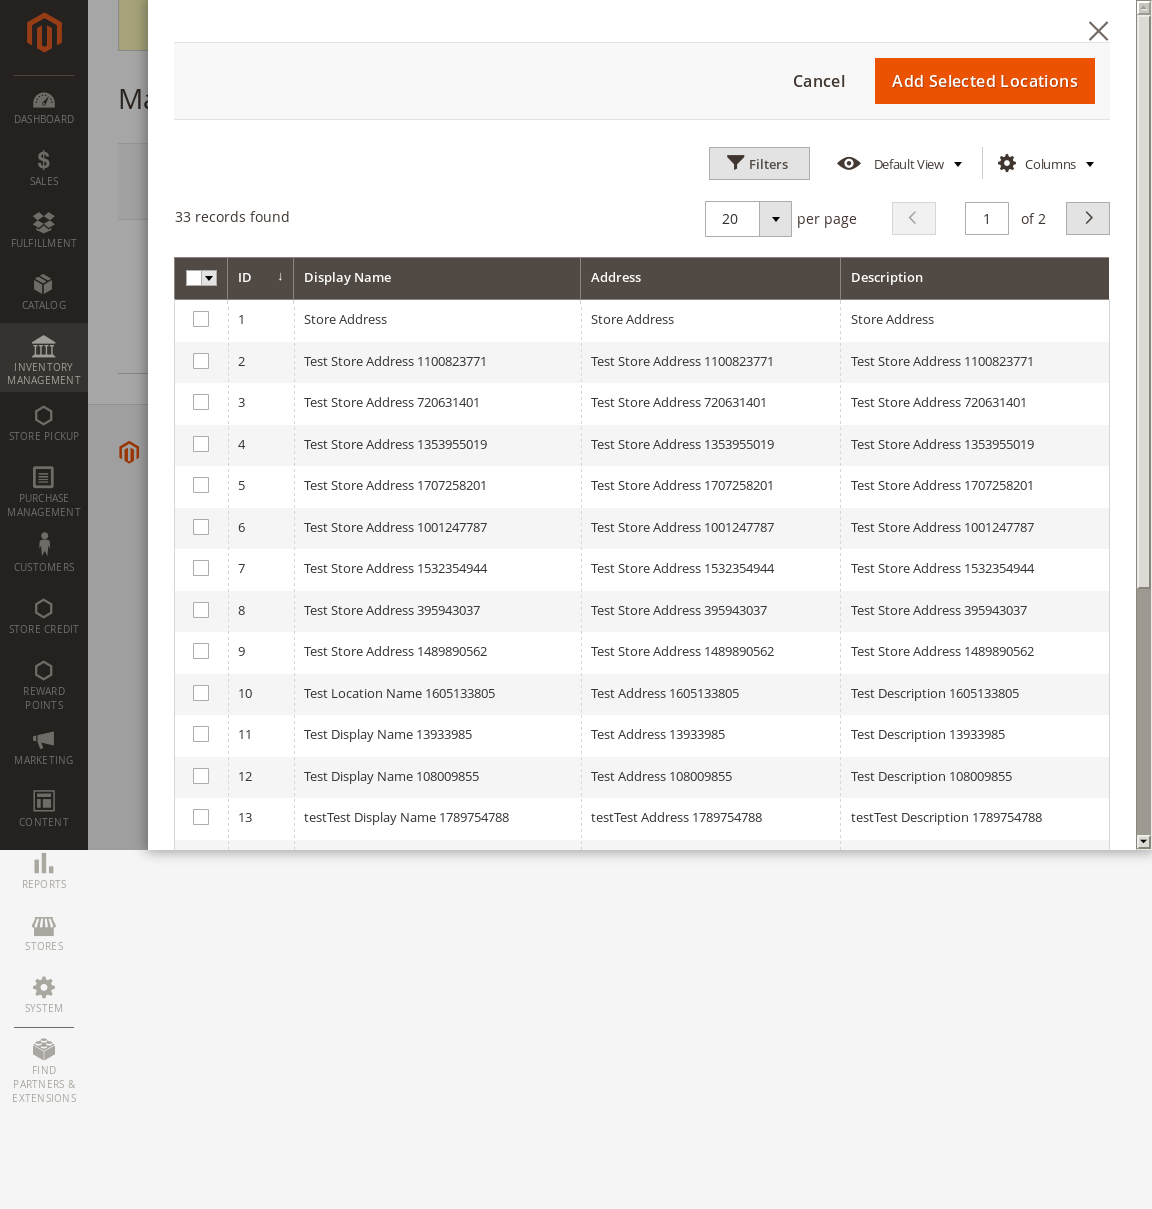 DASHBOARD
SALES
FULFILLMENT
CATALOG
INVENTORY
MANAGEMENT
STORE PICKUP
PURCHASE
MANAGEMENT
CUSTOMERS
STORE CREDIT
REWARD
POINTS
MARKETING
CONTENT
REPORTS
STORES
SYSTEM
FIND
PARTNERS &
EXTENSIONS
Ma
Cancel Add Selected Locations
Filters Default View Columns
33 records found 20 per page 1 of 2
ID ↓ Display Name Address Description
1 Store Address Store Address Store Address
2 Test Store Address 1100823771 Test Store Address 1100823771 Test Store Address 1100823771
3 Test Store Address 720631401 Test Store Address 720631401 Test Store Address 720631401
4 Test Store Address 1353955019 Test Store Address 1353955019 Test Store Address 1353955019
5 Test Store Address 1707258201 Test Store Address 1707258201 Test Store Address 1707258201
6 Test Store Address 1001247787 Test Store Address 1001247787 Test Store Address 1001247787
7 Test Store Address 1532354944 Test Store Address 1532354944 Test Store Address 1532354944
8 Test Store Address 395943037 Test Store Address 395943037 Test Store Address 395943037
9 Test Store Address 1489890562 Test Store Address 1489890562 Test Store Address 1489890562
10 Test Location Name 1605133805 Test Address 1605133805 Test Description 1605133805
11 Test Display Name 13933985 Test Address 13933985 Test Description 13933985
12 Test Display Name 108009855 Test Address 108009855 Test Description 108009855
13 testTest Display Name 1789754788 testTest Address 1789754788 testTest Description 1789754788